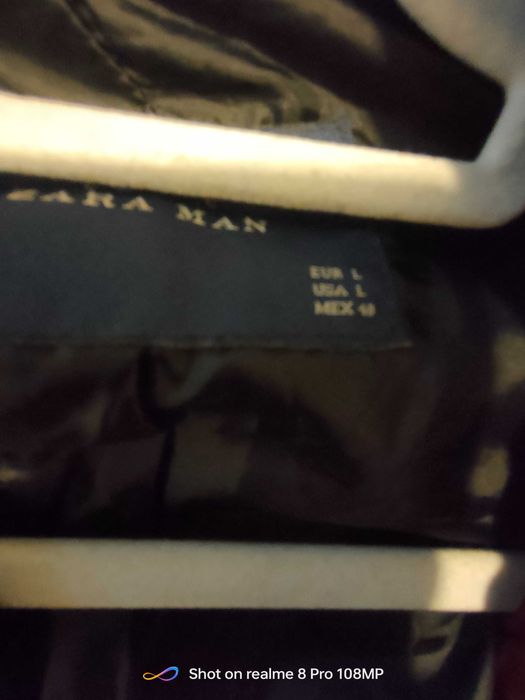 ZARA MAN
EUR L
USA L
MEX
Shot on realme 8 Pro 108MP